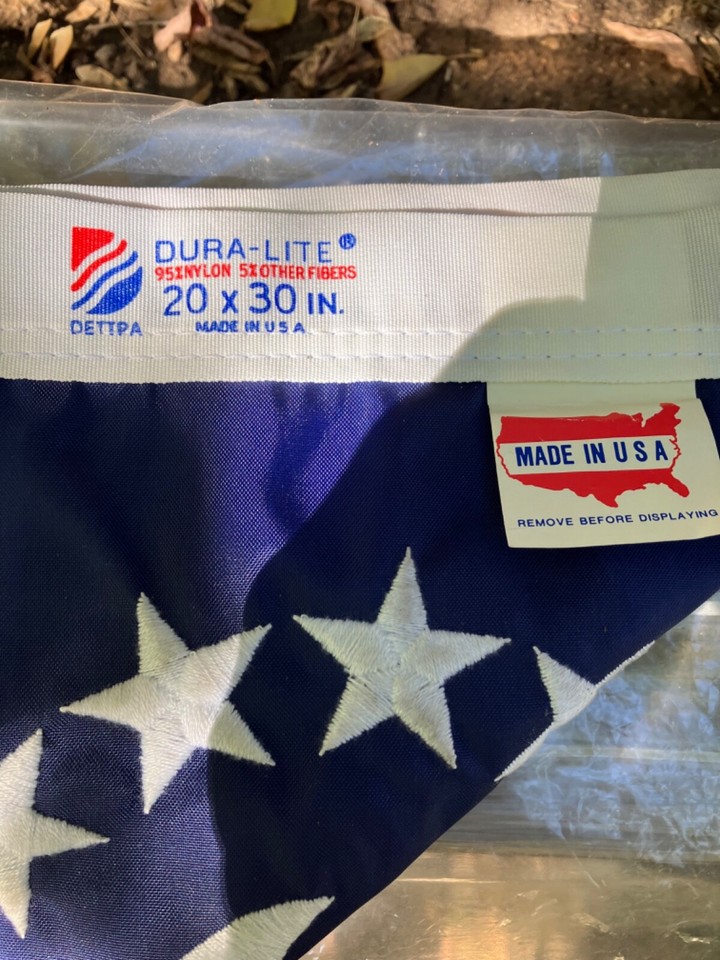 DURA-LITE®
95%NYLON 5%OTHER FIBERS
20 x 30 IN.
DETTRA
MADE IN U S A
MADE IN U S A
REMOVE BEFORE DISPLAYING